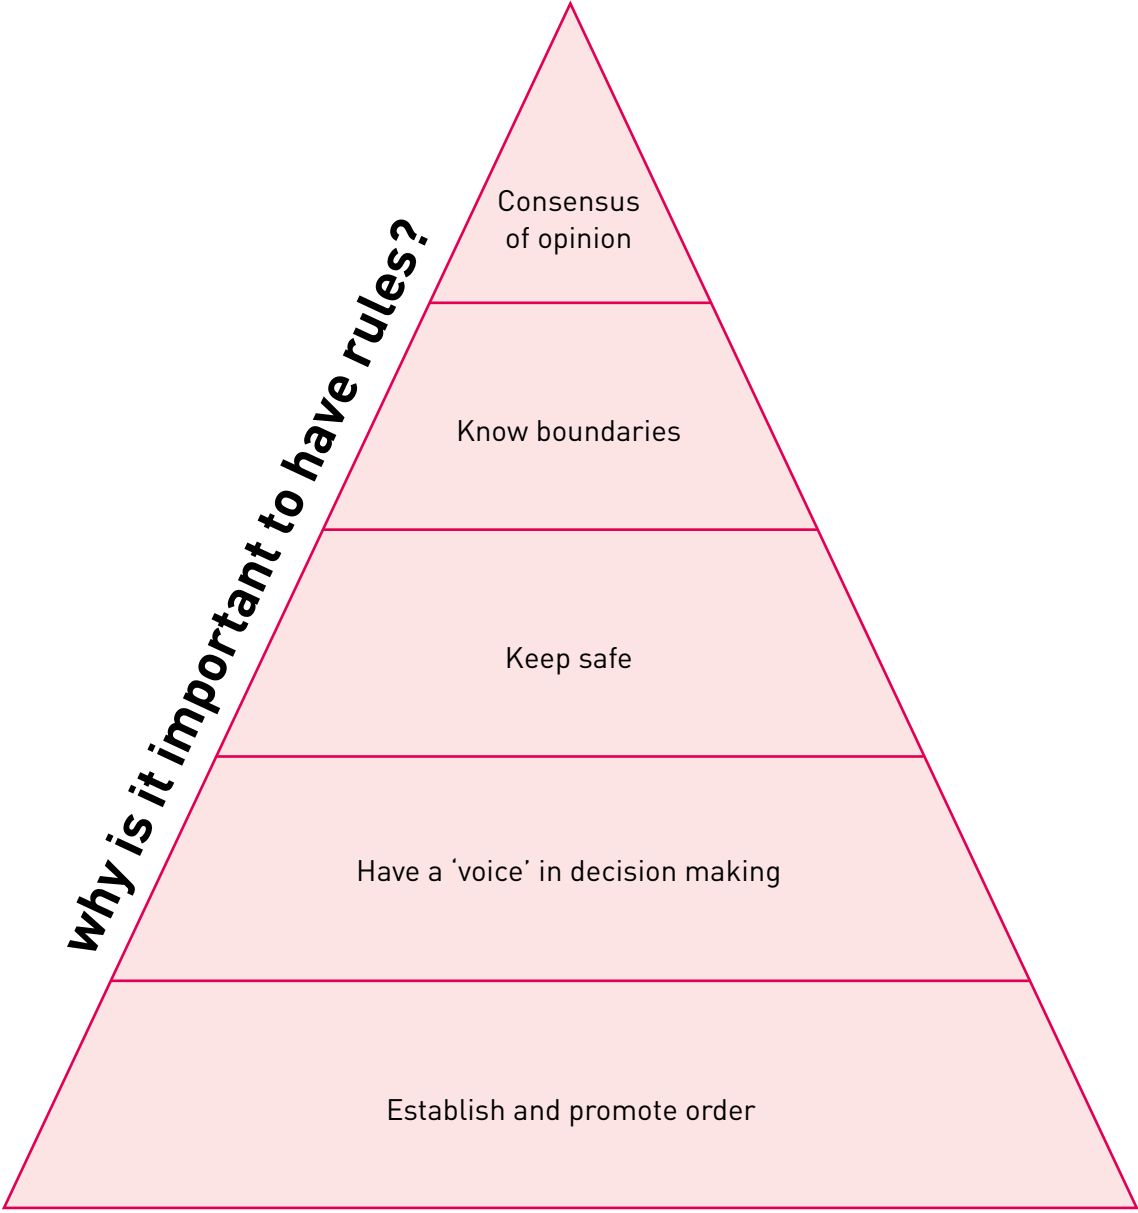 why is it important to have rules?
Consensus
of opinion
Know boundaries
Keep safe
Have a ‘voice’ in decision making
Establish and promote order